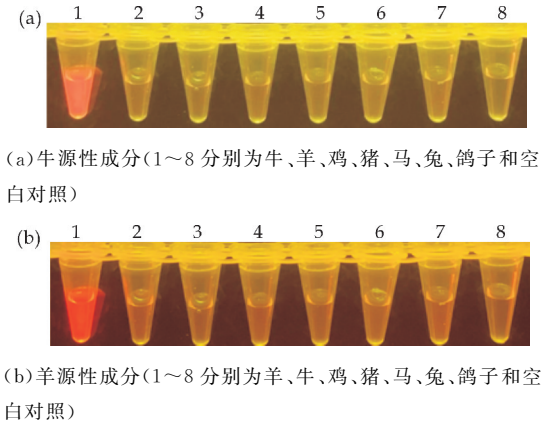 (a) 1 2 3 4 5 6 7 8
(a)牛源性成分(1～8分别为牛、羊、鸡、猪、马、兔、鸽子和空
白对照)
(b) 1 2 3 4 5 6 7 8
(b)羊源性成分(1～8分别为羊、牛、鸡、猪、马、兔、鸽子和空
白对照)